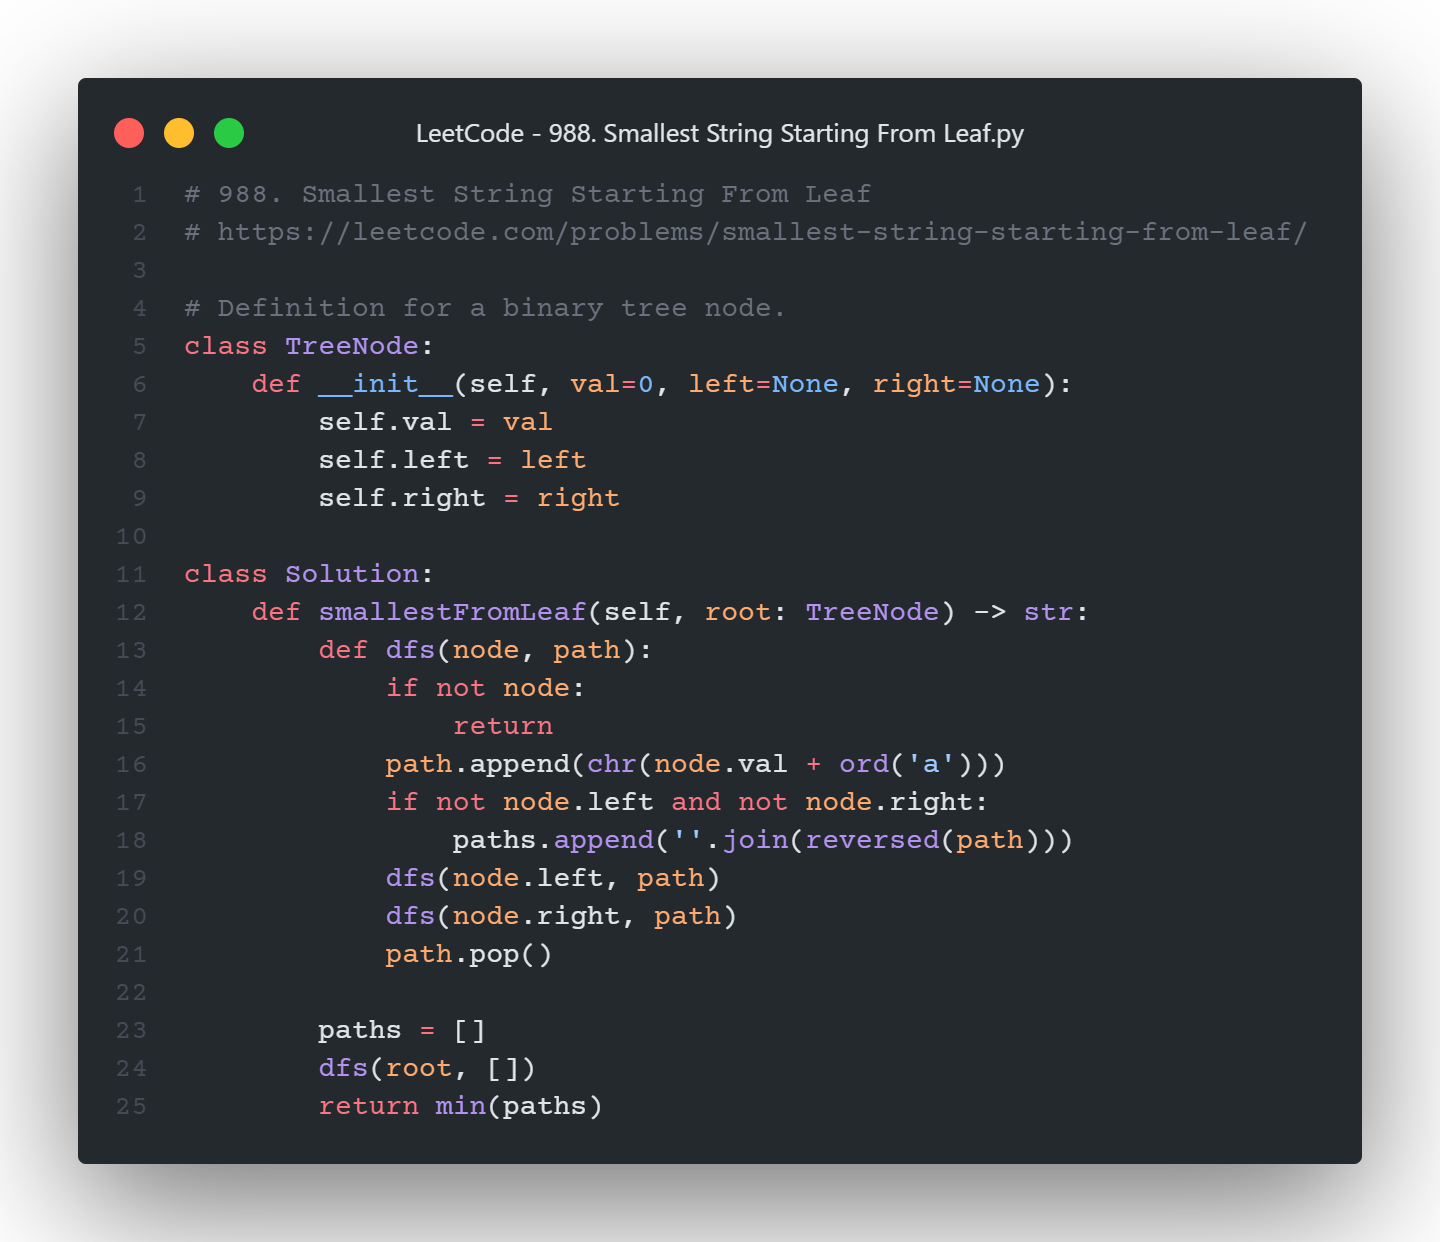 LeetCode - 988. Smallest String Starting From Leaf.py
1 # 988. Smallest String Starting From Leaf
2 # https://leetcode.com/problems/smallest-string-starting-from-leaf/
3
4 # Definition for a binary tree node.
5 class TreeNode:
6     def __init__(self, val=0, left=None, right=None):
7         self.val = val
8         self.left = left
9         self.right = right
10
11 class Solution:
12     def smallestFromLeaf(self, root: TreeNode) -> str:
13         def dfs(node, path):
14             if not node:
15                 return
16             path.append(chr(node.val + ord('a')))
17             if not node.left and not node.right:
18                 paths.append(''.join(reversed(path)))
19             dfs(node.left, path)
20             dfs(node.right, path)
21             path.pop()
22
23         paths = []
24         dfs(root, [])
25         return min(paths)